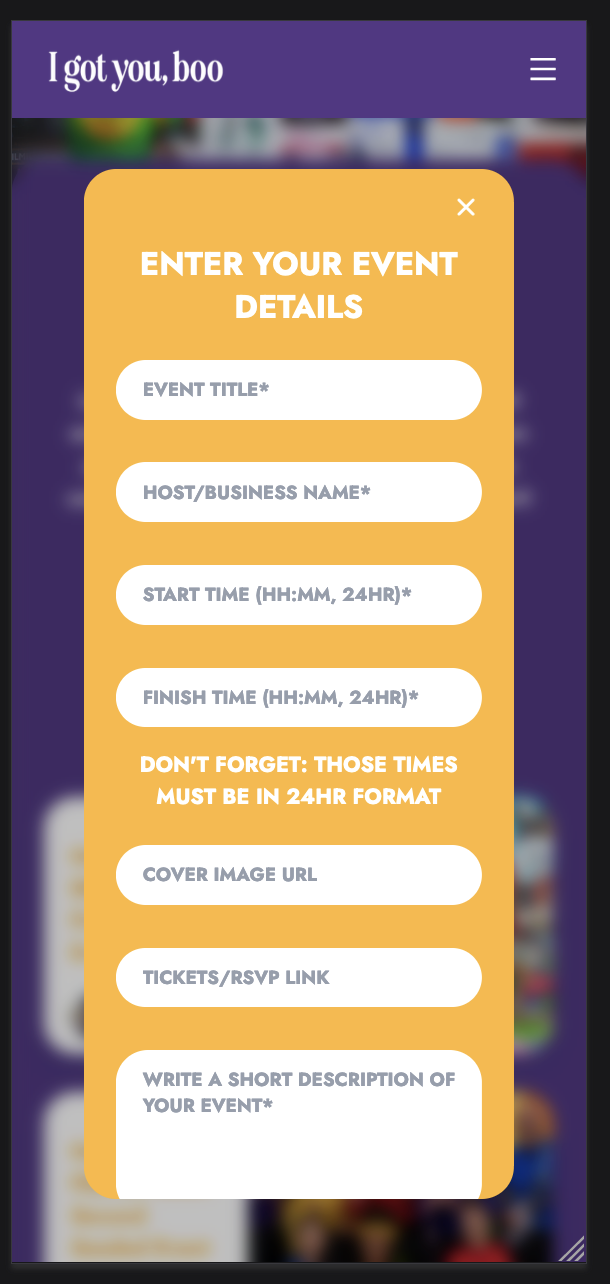 I got you, boo
ENTER YOUR EVENT
DETAILS
EVENT TITLE*
HOST/BUSINESS NAME*
START TIME (HH:MM, 24HR)*
FINISH TIME (HH:MM, 24HR)*
DON'T FORGET: THOSE TIMES
MUST BE IN 24HR FORMAT
COVER IMAGE URL
TICKETS/RSVP LINK
WRITE A SHORT DESCRIPTION OF
YOUR EVENT*